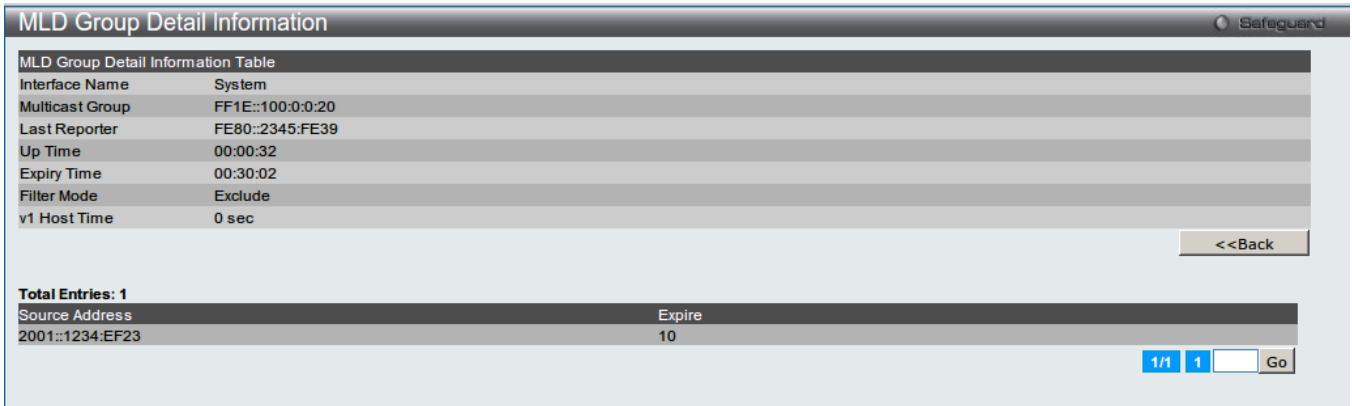 MLD Group Detail Information
Safeguard
MLD Group Detail Information Table
Interface Name System
Multicast Group FF1E::100:0:0:20
Last Reporter FE80::2345:FE39
Up Time 00:00:32
Expiry Time 00:30:02
Filter Mode Exclude
v1 Host Time 0 sec
<<Back
Total Entries: 1
Source Address Expire
2001::1234:EF23 10
1/1 1 Go